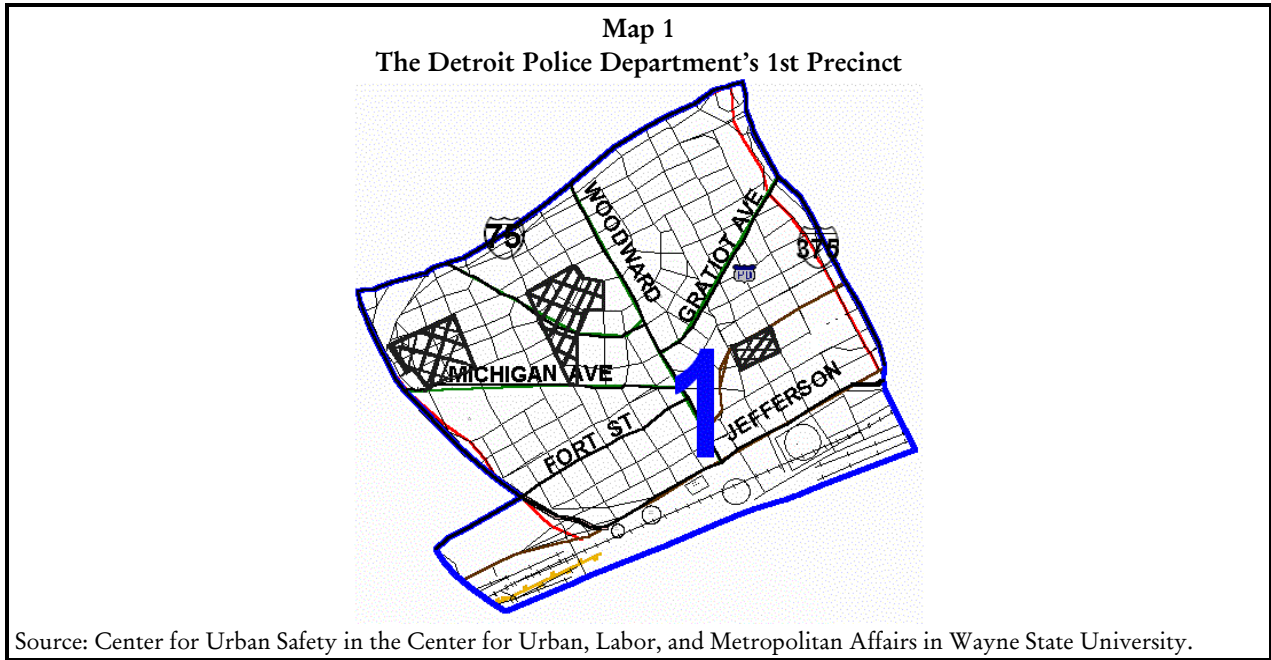 Map 1
The Detroit Police Department’s 1st Precinct
WOODWARD
GRATIOT AVE
75
375
PD
MICHIGAN AVE
1
JEFFERSON
FORT ST
Source: Center for Urban Safety in the Center for Urban, Labor, and Metropolitan Affairs in Wayne State University.